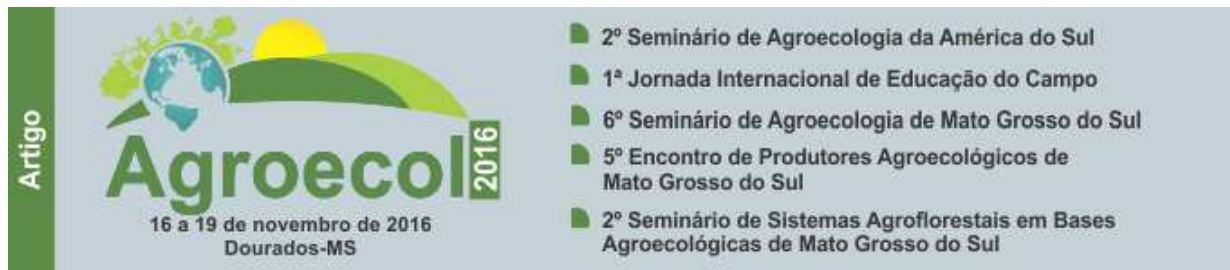 Artigo
Agroecol
2016
16 a 19 de novembro de 2016
Dourados-MS
2º Seminário de Agroecologia da América do Sul
1ª Jornada Internacional de Educação do Campo
6º Seminário de Agroecologia de Mato Grosso do Sul
5º Encontro de Produtores Agroecológicos de
Mato Grosso do Sul
2º Seminário de Sistemas Agroflorestais em Bases
Agroecológicas de Mato Grosso do Sul